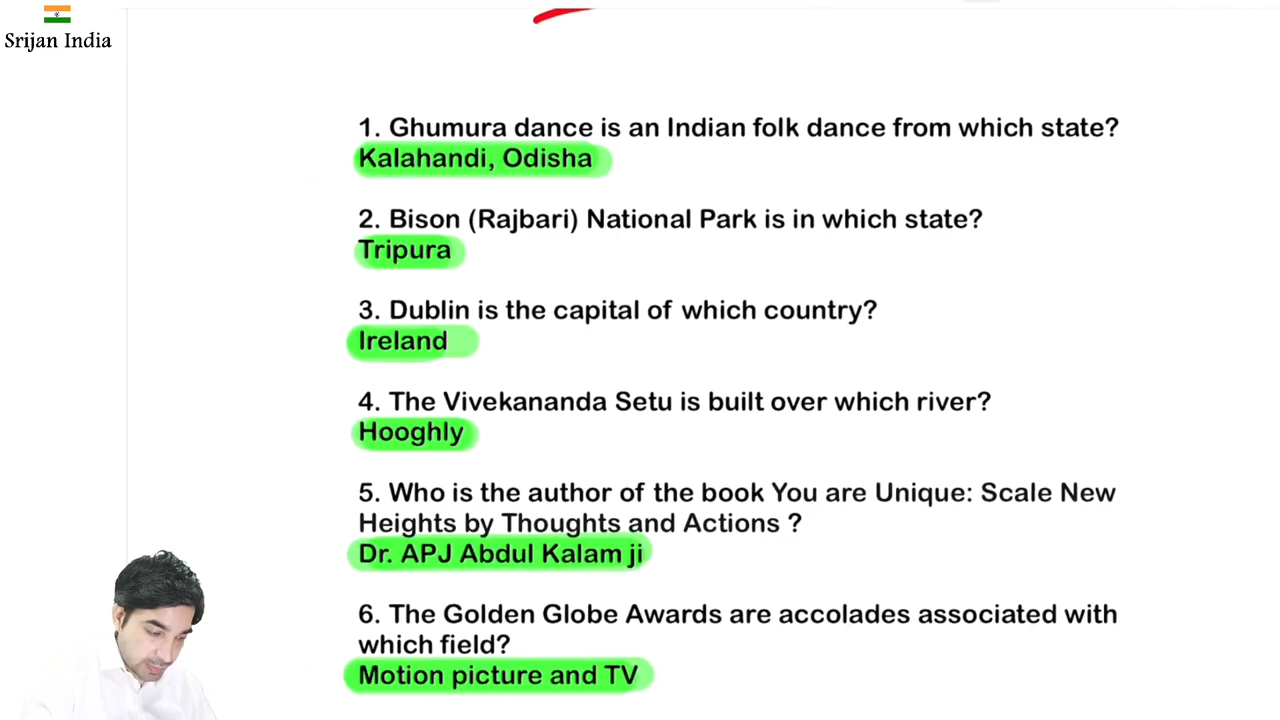 Srijan India
1. Ghumura dance is an Indian folk dance from which state?
Kalahandi, Odisha
2. Bison (Rajbari) National Park is in which state?
Tripura
3. Dublin is the capital of which country?
Ireland
4. The Vivekananda Setu is built over which river?
Hooghly
5. Who is the author of the book You are Unique: Scale New
Heights by Thoughts and Actions ?
Dr. APJ Abdul Kalam ji
6. The Golden Globe Awards are accolades associated with
which field?
Motion picture and TV